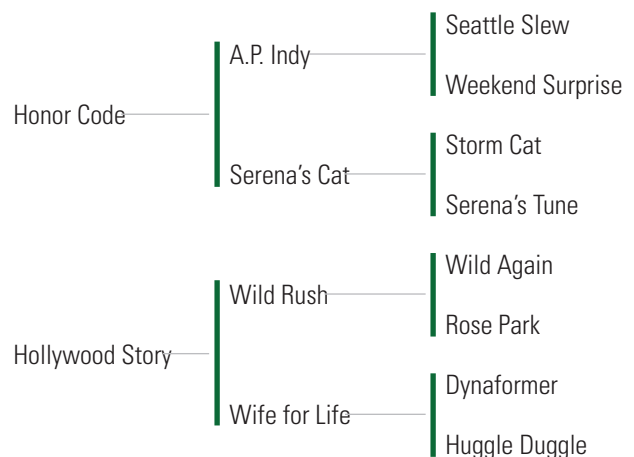 Seattle Slew
A.P. Indy
Weekend Surprise
Honor Code
Storm Cat
Serena’s Cat
Serena’s Tune
Wild Again
Wild Rush
Rose Park
Hollywood Story
Dynaformer
Wife for Life
Huggle Duggle